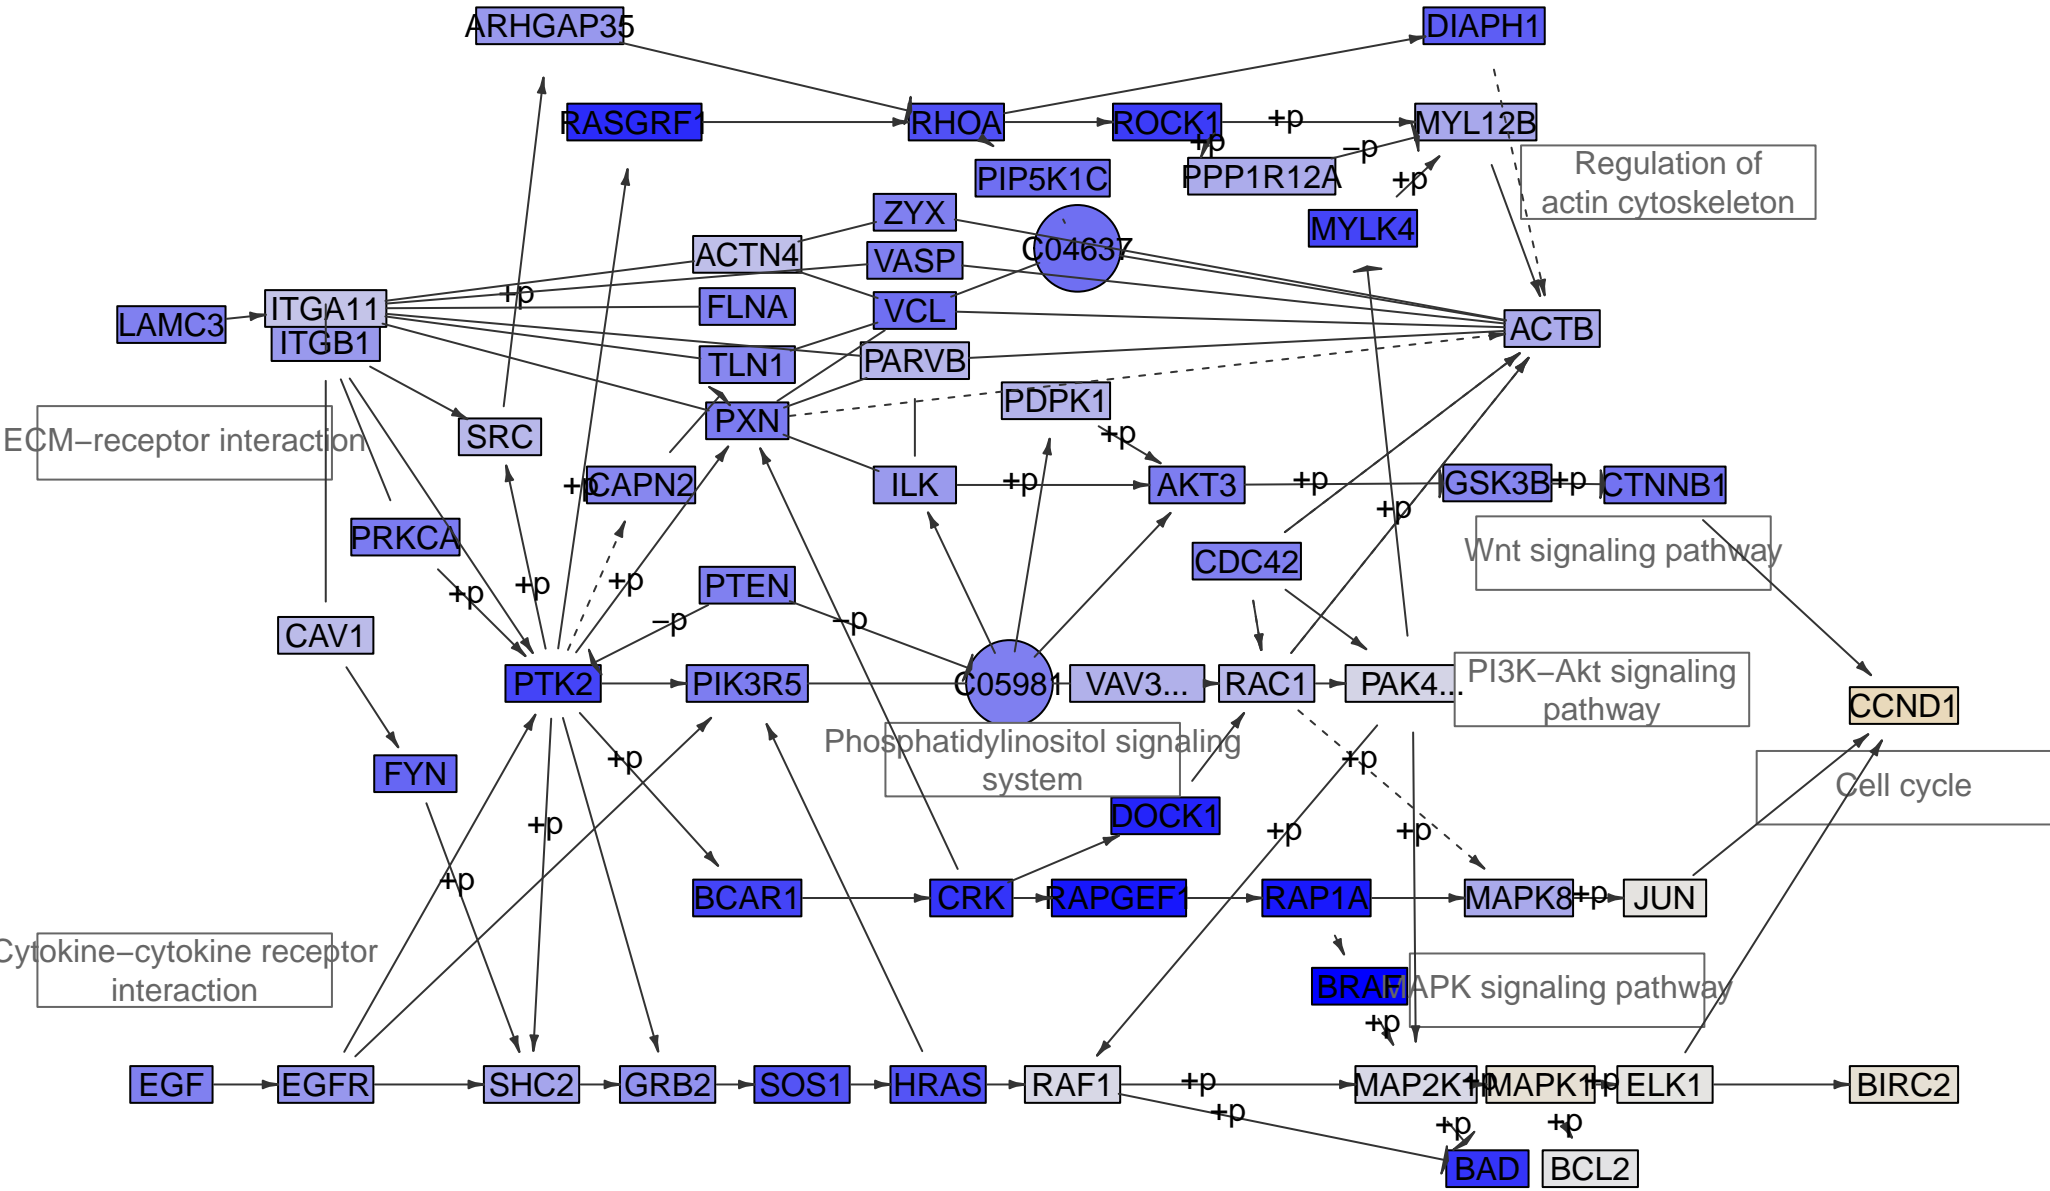 ARHGAP35
DIAPH1
RASGRF1
RHOA
ROCK1
+p
MYL12B
+p
−p
PIP5K1C
PPP1R12A
+p
Regulation of
actin cytoskeleton
ZYX
MYLK4
ACTN4
VASP
C04637
+p
ITGA11
FLNA
VCL
LAMC3
ITGB1
ACTB
TLN1
PARVB
PDPK1
PXN
+p
ECM−receptor interaction
SRC
+p
CAPN2
ILK
+p
AKT3
+p
GSK3B
+p
CTNNB1
+p
PRKCA
Wnt signaling pathway
CDC42
+p
+p
+p
PTEN
−p
−p
CAV1
PTK2
PIK3R5
C05981
VAV3...
RAC1
PAK4...
PI3K−Akt signaling
pathway
CCND1
Phosphatidylinositol signaling
system
+p
+p
FYN
Cell cycle
DOCK1
+p
+p
+p
+p
BCAR1
CRK
RAPGEF1
RAP1A
MAPK8
+p
JUN
Cytokine−cytokine receptor
interaction
BRAF
MAPK signaling pathway
+p
EGF
EGFR
SHC2
GRB2
SOS1
HRAS
RAF1
+p
MAP2K1
+p
MAPK1
+p
ELK1
BIRC2
+p
+p
+p
BAD
BCL2